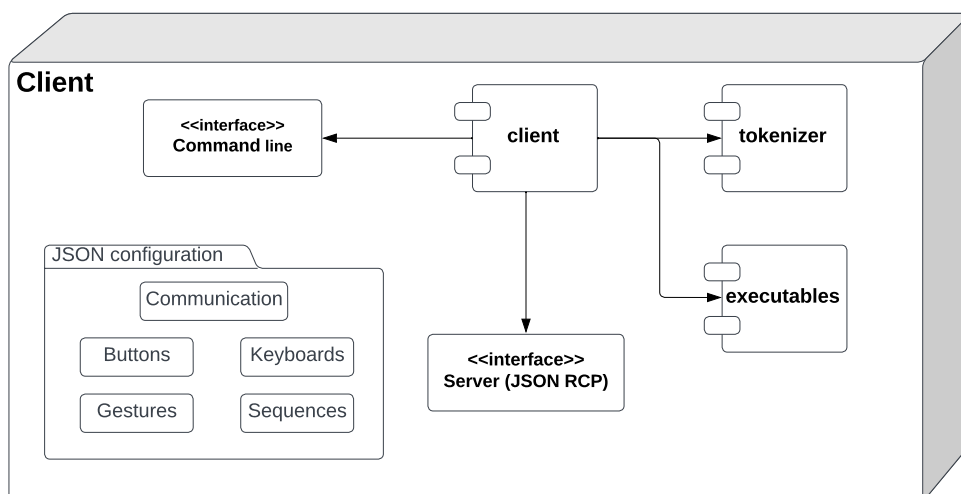 Client
<<interface>>
Command line
client
tokenizer
JSON configuration
Communication
Buttons
Keyboards
Gestures
Sequences
<<interface>>
Server (JSON RCP)
executables